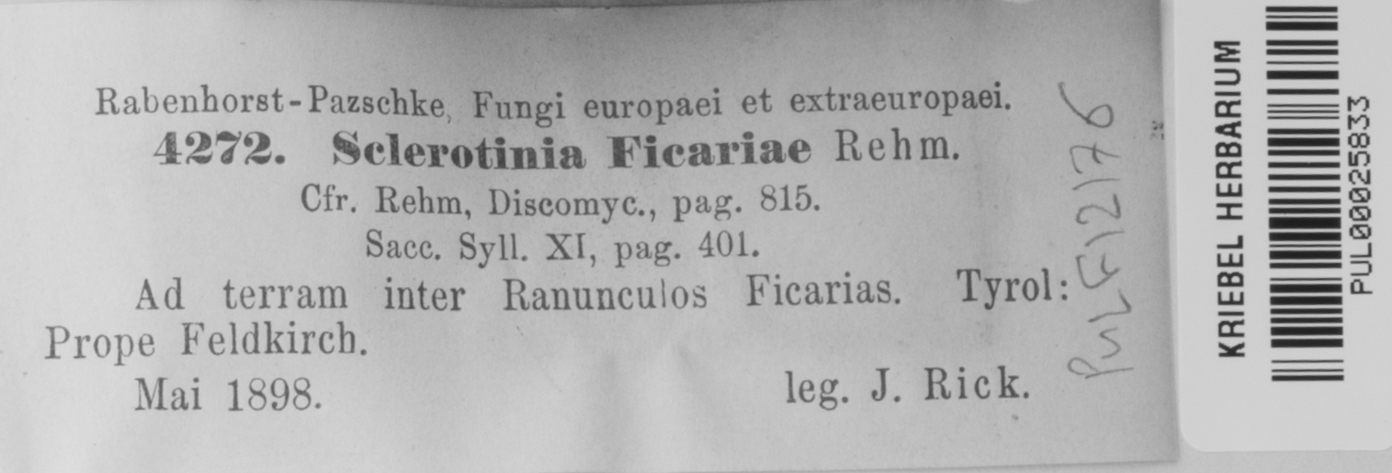 Rabenhorst-Pazschke, Fungi europaei et extraeuropaei.
4272. Sclerotinia Ficariae Rehm.
Cfr. Rehm, Discomyc., pag. 815.
Sacc. Syll. XI, pag. 401.
Ad terram inter Ranunculos Ficarias. Tyrol:
Prope Feldkirch.
Mai 1898.
leg. J. Rick.
PUL F12176
KRIEBEL HERBARIUM
PUL00025833